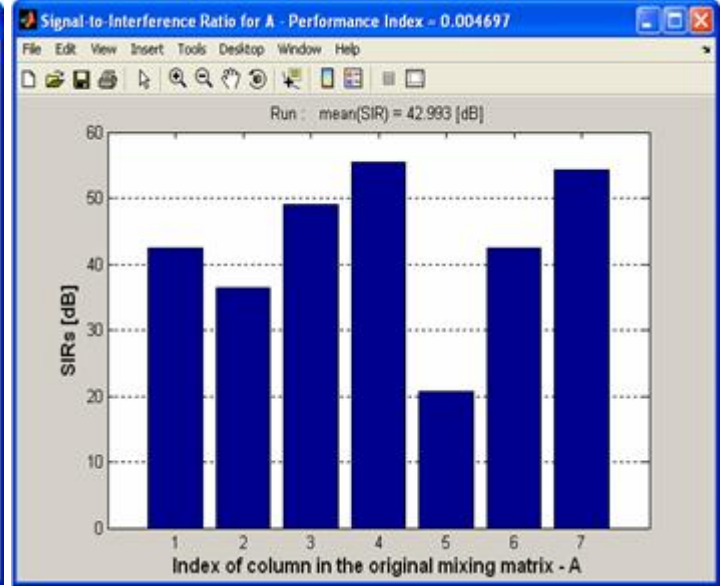 Signal-to-Interference Ratio for A - Performance Index = 0.004697
File Edit View Insert Tools Desktop Window Help
Run : mean(SIR) = 42.993 [dB]
60
50
40
30
20
10
0
SIRs [dB]
1 2 3 4 5 6 7
Index of column in the original mixing matrix - A